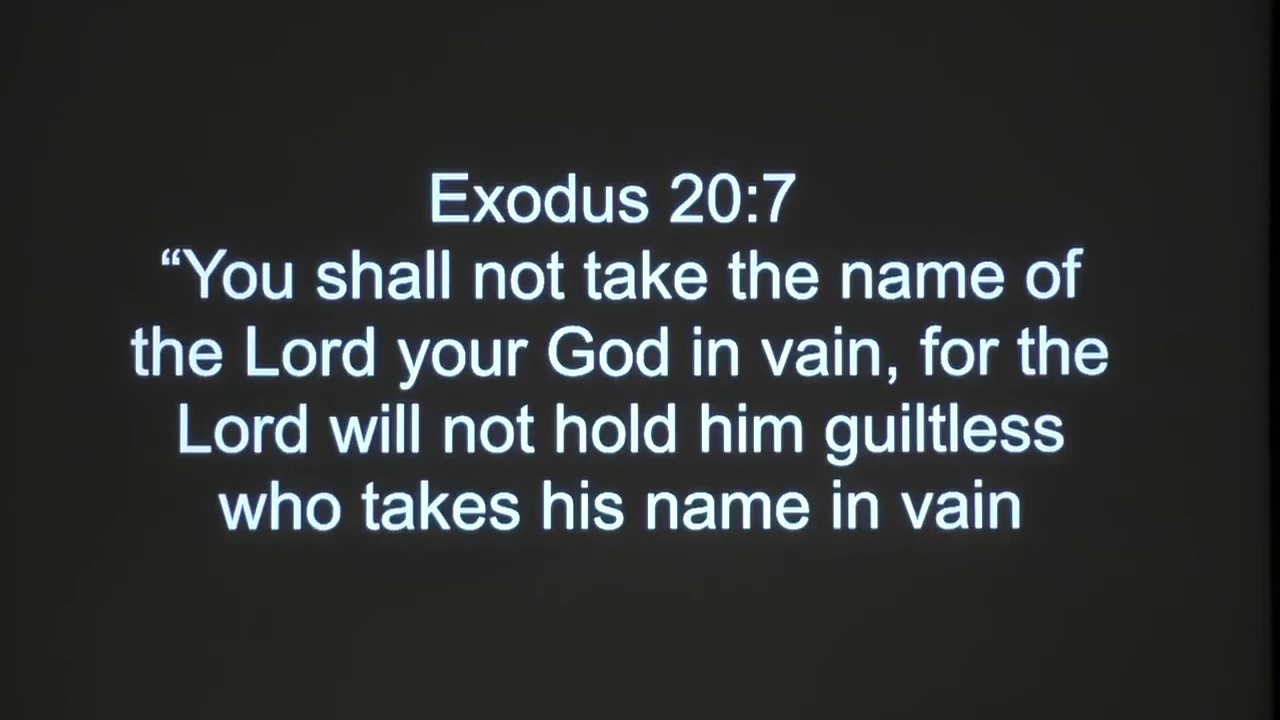 Exodus 20:7
“You shall not take the name of
the Lord your God in vain, for the
Lord will not hold him guiltless
who takes his name in vain